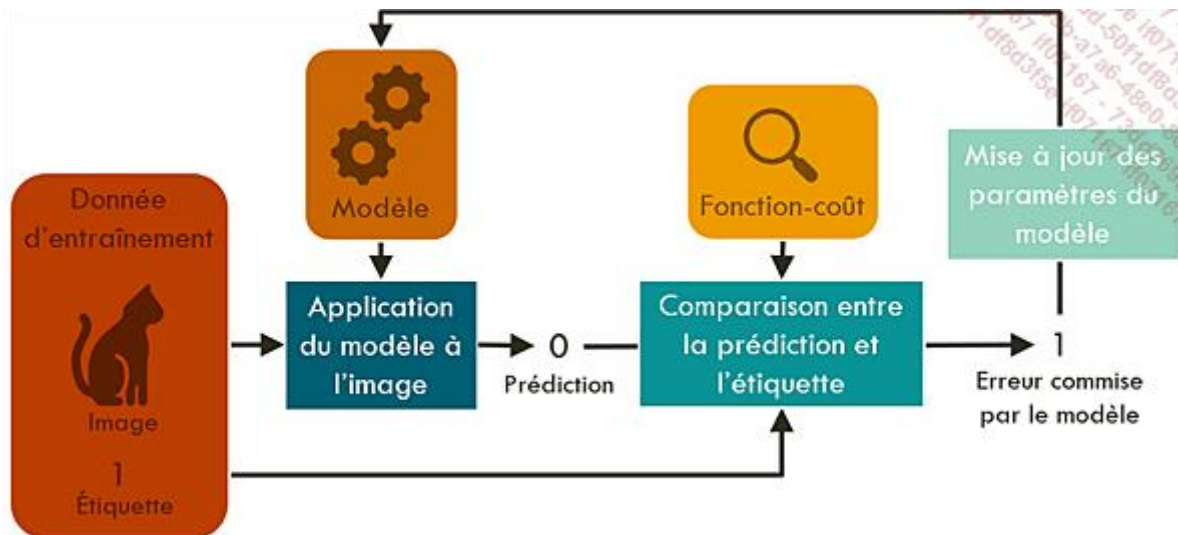 Donnée
d'entraînement
Image
1
Étiquette
Modèle
Application
du modèle à
l'image
0
Prédiction
Fonction-coût
Comparaison entre
la prédiction et
l'étiquette
1
Erreur commise
par le modèle
Mise à jour des
paramètres du
modèle